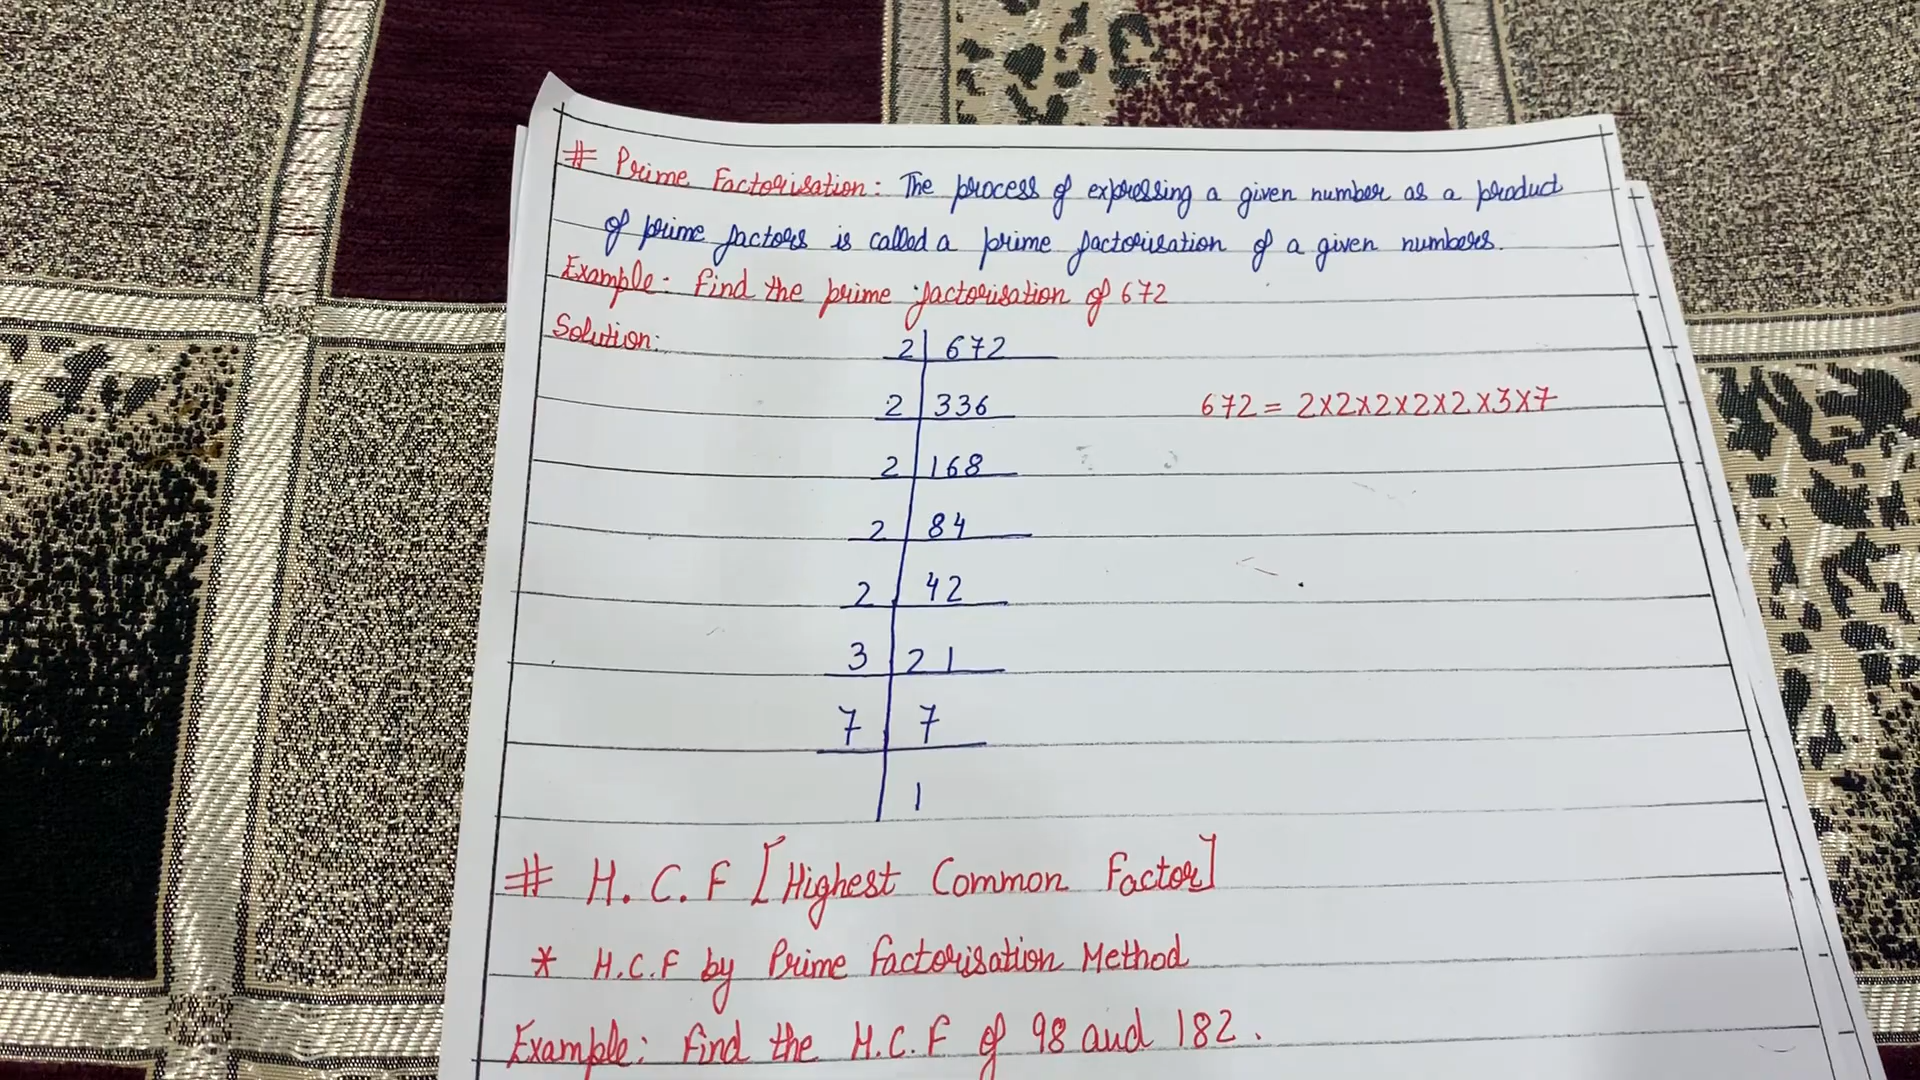 # Prime Factorisation: The process of expressing a given number as a product
of prime factors is called a prime factorisation of a given numbers.
Example- Find the prime factorisation of 672
Solution:
2 | 672
2 | 336
672 = 2×2×2×2×2×3×7
2 | 168
2 | 84
2 | 42
3 | 21
7 | 7
1
# H.C.F [Highest Common Factor]
* H.C.F by Prime Factorisation Method
Example: Find the H.C.F of 98 and 182.